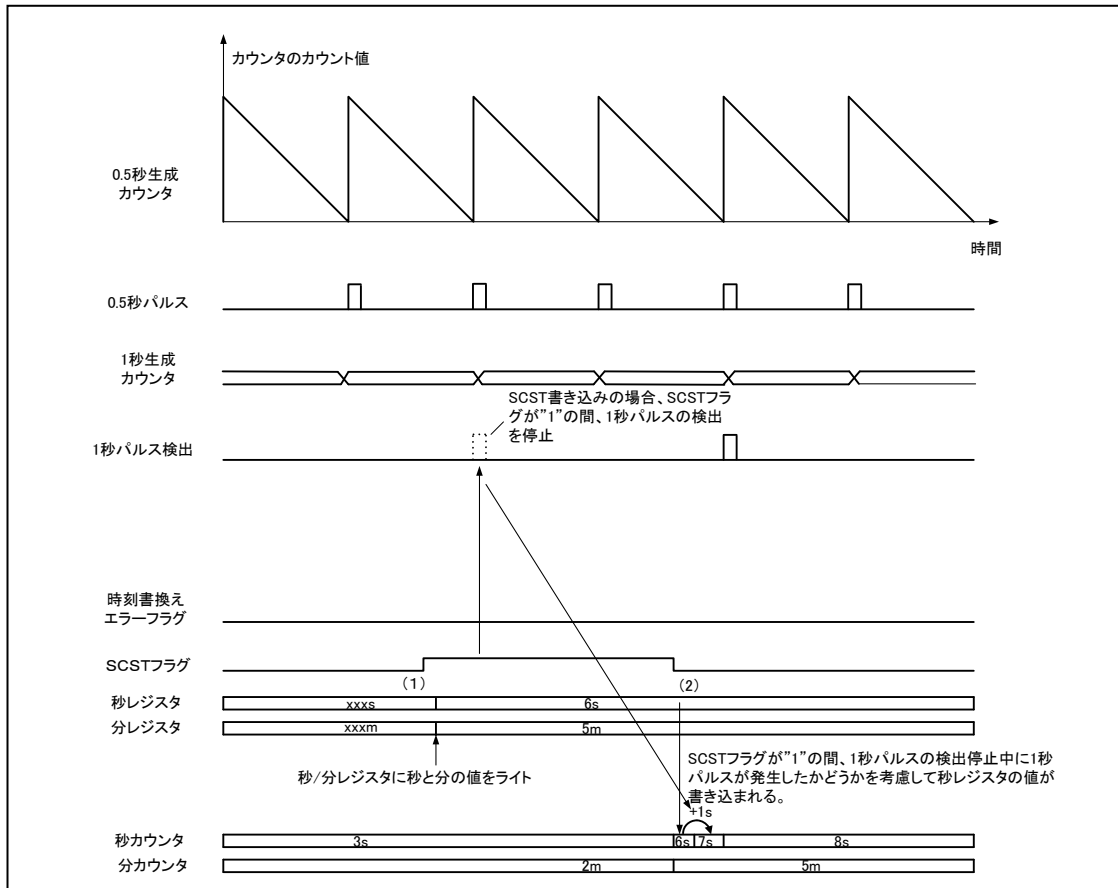 カウンタのカウント値
0.5秒生成
カウンタ
時間
0.5秒パルス
1秒生成
カウンタ
SCST書き込みの場合、SCSTフラ
グが”1”の間、1秒パルスの検出
を停止
1秒パルス検出
時刻書換え
エラーフラグ
SCSTフラグ
(1)
(2)
秒レジスタ
xxxs
6s
分レジスタ
xxxm
5m
秒/分レジスタに秒と分の値をライト
SCSTフラグが”1”の間、1秒パルスの検出停止中に1秒
パルスが発生したかどうかを考慮して秒レジスタの値が
書き込まれる。
+1s
秒カウンタ
3s
6s
7s
8s
分カウンタ
2m
5m